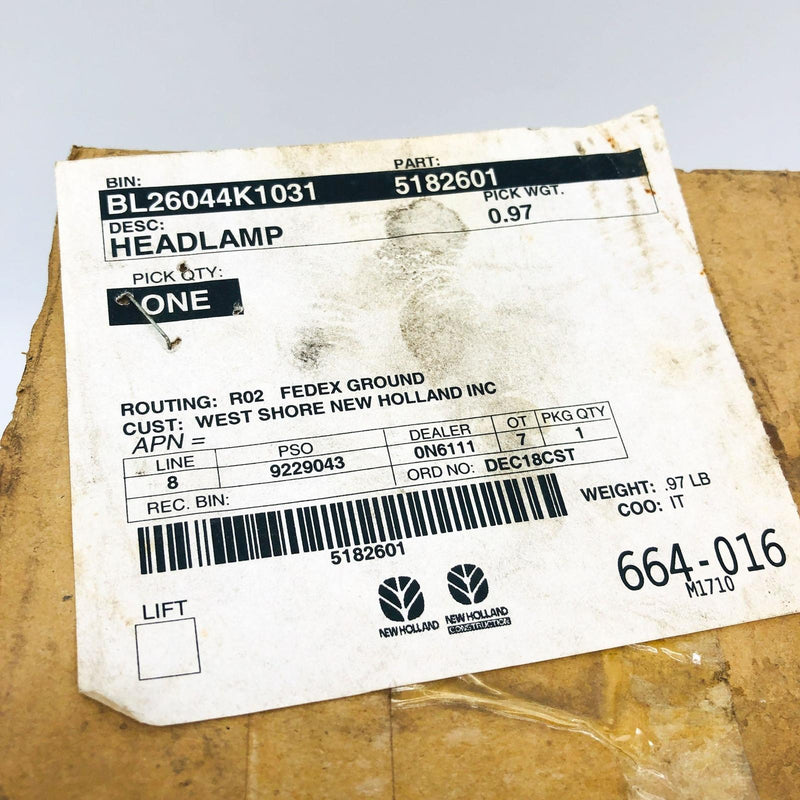 BIN: PART:
BL26044K1031 5182601
DESC: PICK WGT.
HEADLAMP 0.97
PICK QTY:
ONE
ROUTING: R02 FEDEX GROUND
CUST: WEST SHORE NEW HOLLAND INC
APN =
LINE PSO DEALER OT PKG QTY
8 9229043 0N6111 7 1
REC. BIN: ORD NO: DEC18CST
WEIGHT: .97 LB
COO: IT
5182601
664-016
M1710
LIFT
NEW HOLLAND
NEW HOLLAND
CONSTRUCTION